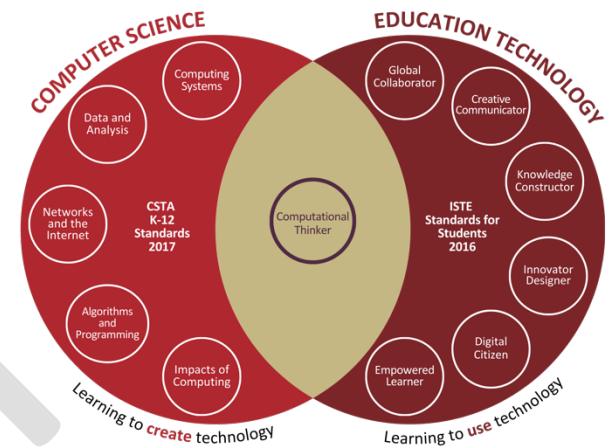 COMPUTER SCIENCE
EDUCATION TECHNOLOGY
Computing
Systems
Data and
Analysis
Networks
and the
Internet
Algorithms
and
Programming
Impacts of
Computing
CSTA
K-12
Standards
2017
Computational
Thinker
Global
Collaborator
Creative
Communicator
Knowledge
Constructor
Innovator
Designer
Digital
Citizen
Empowered
Learner
ISTE
Standards for
Students
2016
Learning to create technology
Learning to use technology